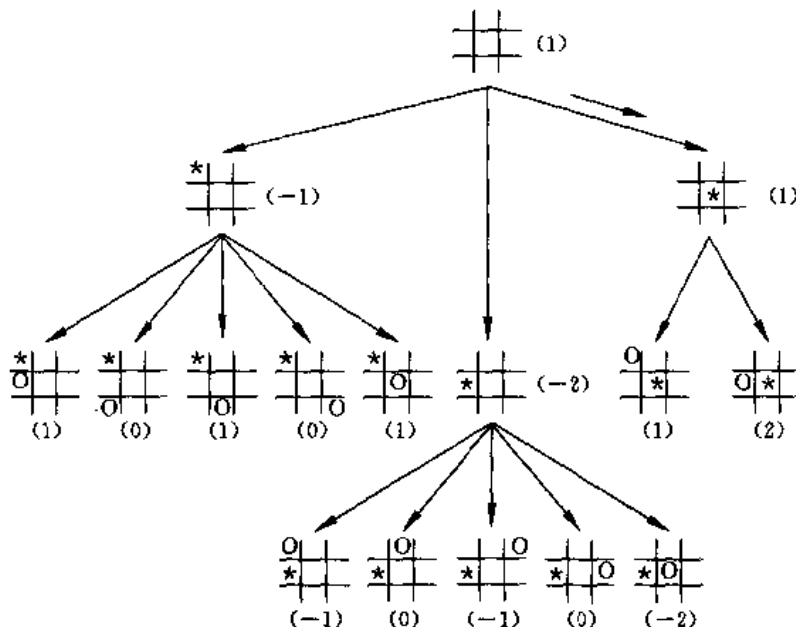 (1)
*
(-1) * (1)
* * * * * O
O O * (-2) * O *
O O O
(1) (0) (1) (0) (1) (1) (2)
O O O
* * * * O * O
(-1) (0) (-1) (0) (-2)